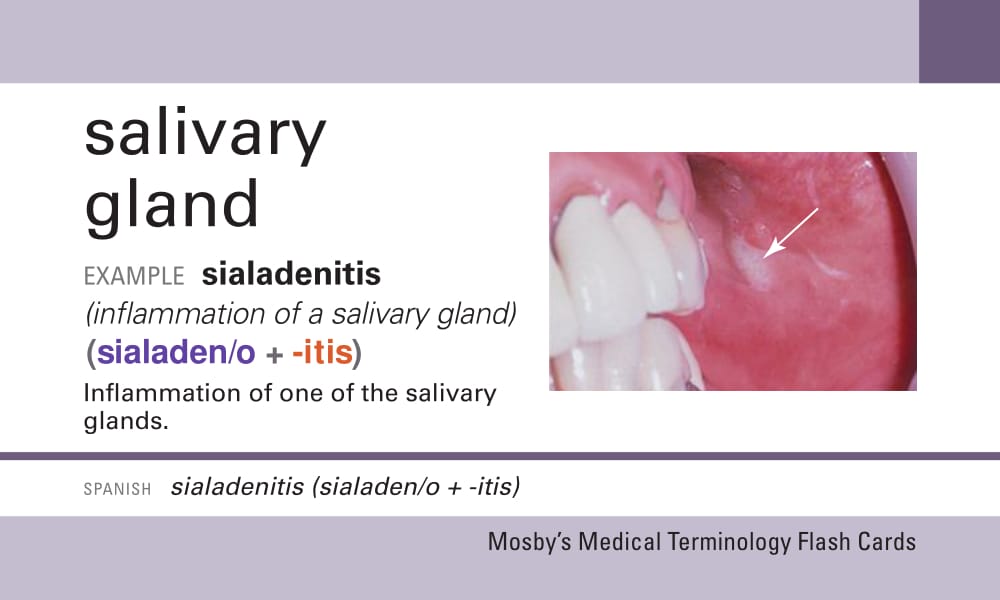 salivary
gland
EXAMPLE sialadenitis
(inflammation of a salivary gland)
(sialaden/o + -itis)
Inflammation of one of the salivary
glands.
SPANISH sialadenitis (sialaden/o + -itis)
Mosby's Medical Terminology Flash Cards